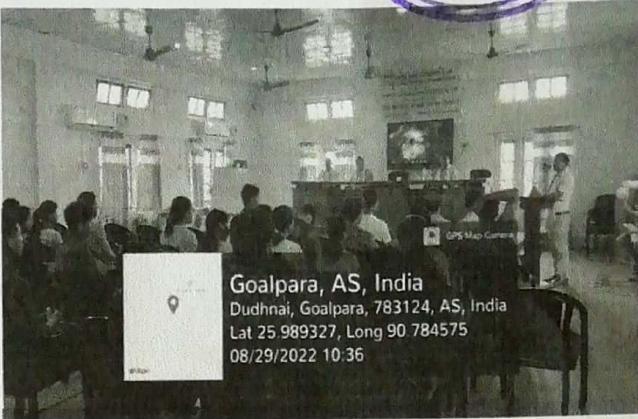 GPS Map Camera
Goalpara, AS, India
Dudhnai, Goalpara, 783124, AS, India
Lat 25.989327, Long 90.784575
08/29/2022 10:36